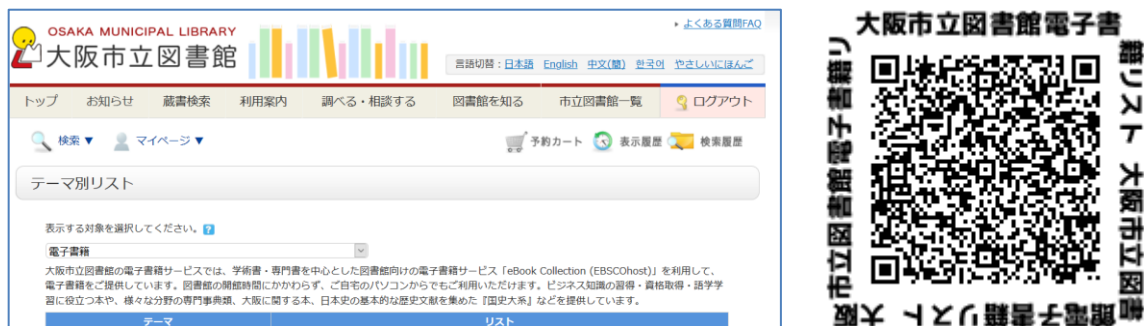 OSAKA MUNICIPAL LIBRARY
大阪市立図書館
よくある質問FAQ
言語切替：日本語 English 中文(簡) 한국어 やさしいにほんご
トップ お知らせ 蔵書検索 利用案内 調べる・相談する 図書館を知る 市立図書館一覧 ログアウト
検索▼ マイページ▼ 予約カート 表示履歴 検索履歴
テーマ別リスト
表示する対象を選択してください。?
電子書籍
大阪市立図書館の電子書籍サービスでは、学術書・専門書を中心とした図書館向けの電子書籍サービス「eBook Collection (EBSCOhost)」を利用して、
電子書籍をご提供しています。図書館の開館時間にかかわらず、ご自宅のパソコンからでもご利用いただけます。ビジネス知識の習得・資格取得・語学学
習に役立つ本や、様々な分野の専門事典類、大阪に関する本、日本史の基本的な歴史文献を集めた『国史大系』などを提供しています。
テーマ リスト
大阪市立図書館電子書
籍リスト 大阪市立図書
館電子書籍リスト 大阪
市立図書館電子書籍リ